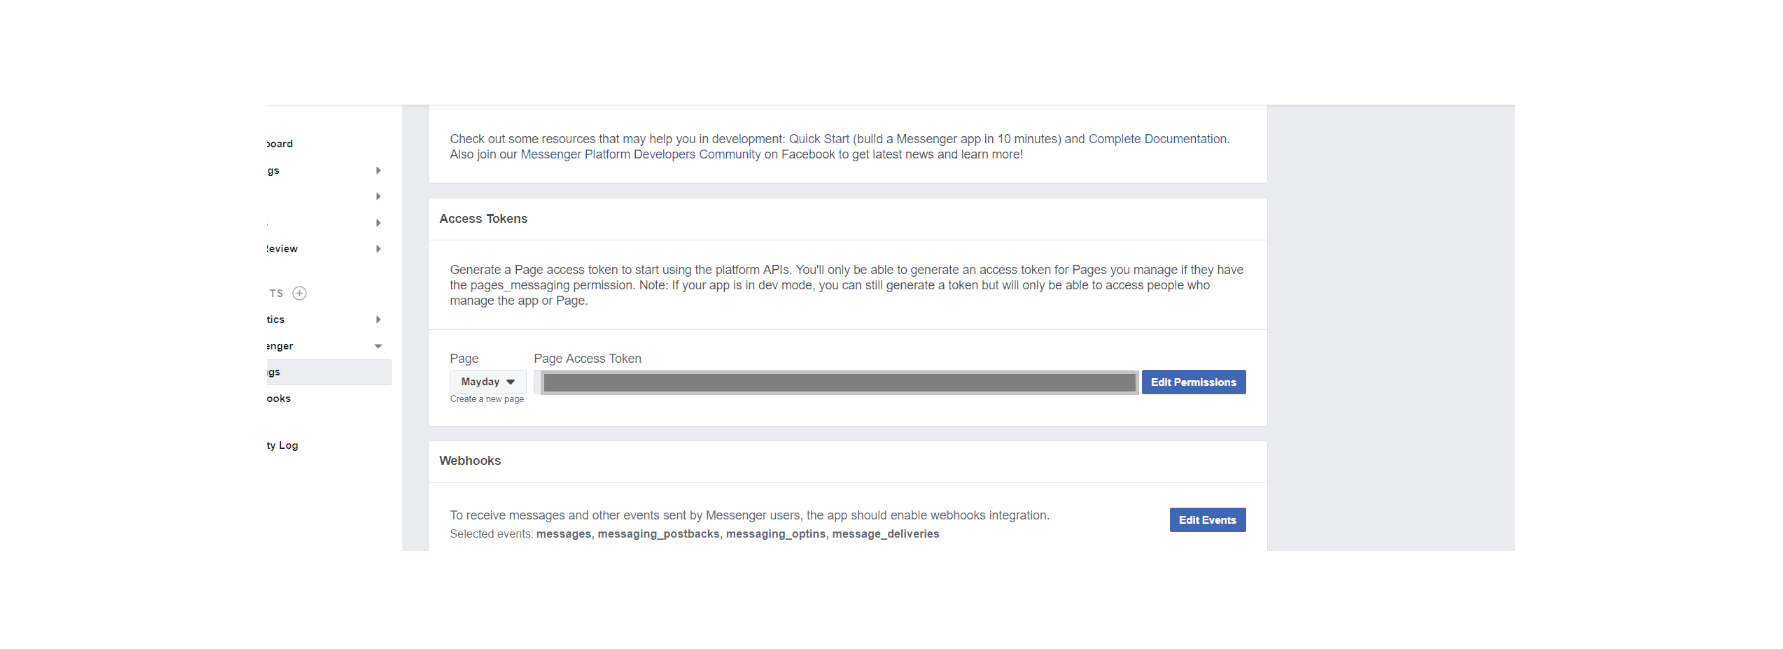 board
gs
Review
TS
tics
enger
gs
ooks
ty Log
Check out some resources that may help you in development: Quick Start (build a Messenger app in 10 minutes) and Complete Documentation.
Also join our Messenger Platform Developers Community on Facebook to get latest news and learn more!
Access Tokens
Generate a Page access token to start using the platform APIs. You'll only be able to generate an access token for Pages you manage if they have
the pages_messaging permission. Note: If your app is in dev mode, you can still generate a token but will only be able to access people who
manage the app or Page.
Page Page Access Token
Mayday Edit Permissions
Create a new page
Webhooks
To receive messages and other events sent by Messenger users, the app should enable webhooks integration.
Edit Events
Selected events: messages, messaging_postbacks, messaging_optins, message_deliveries